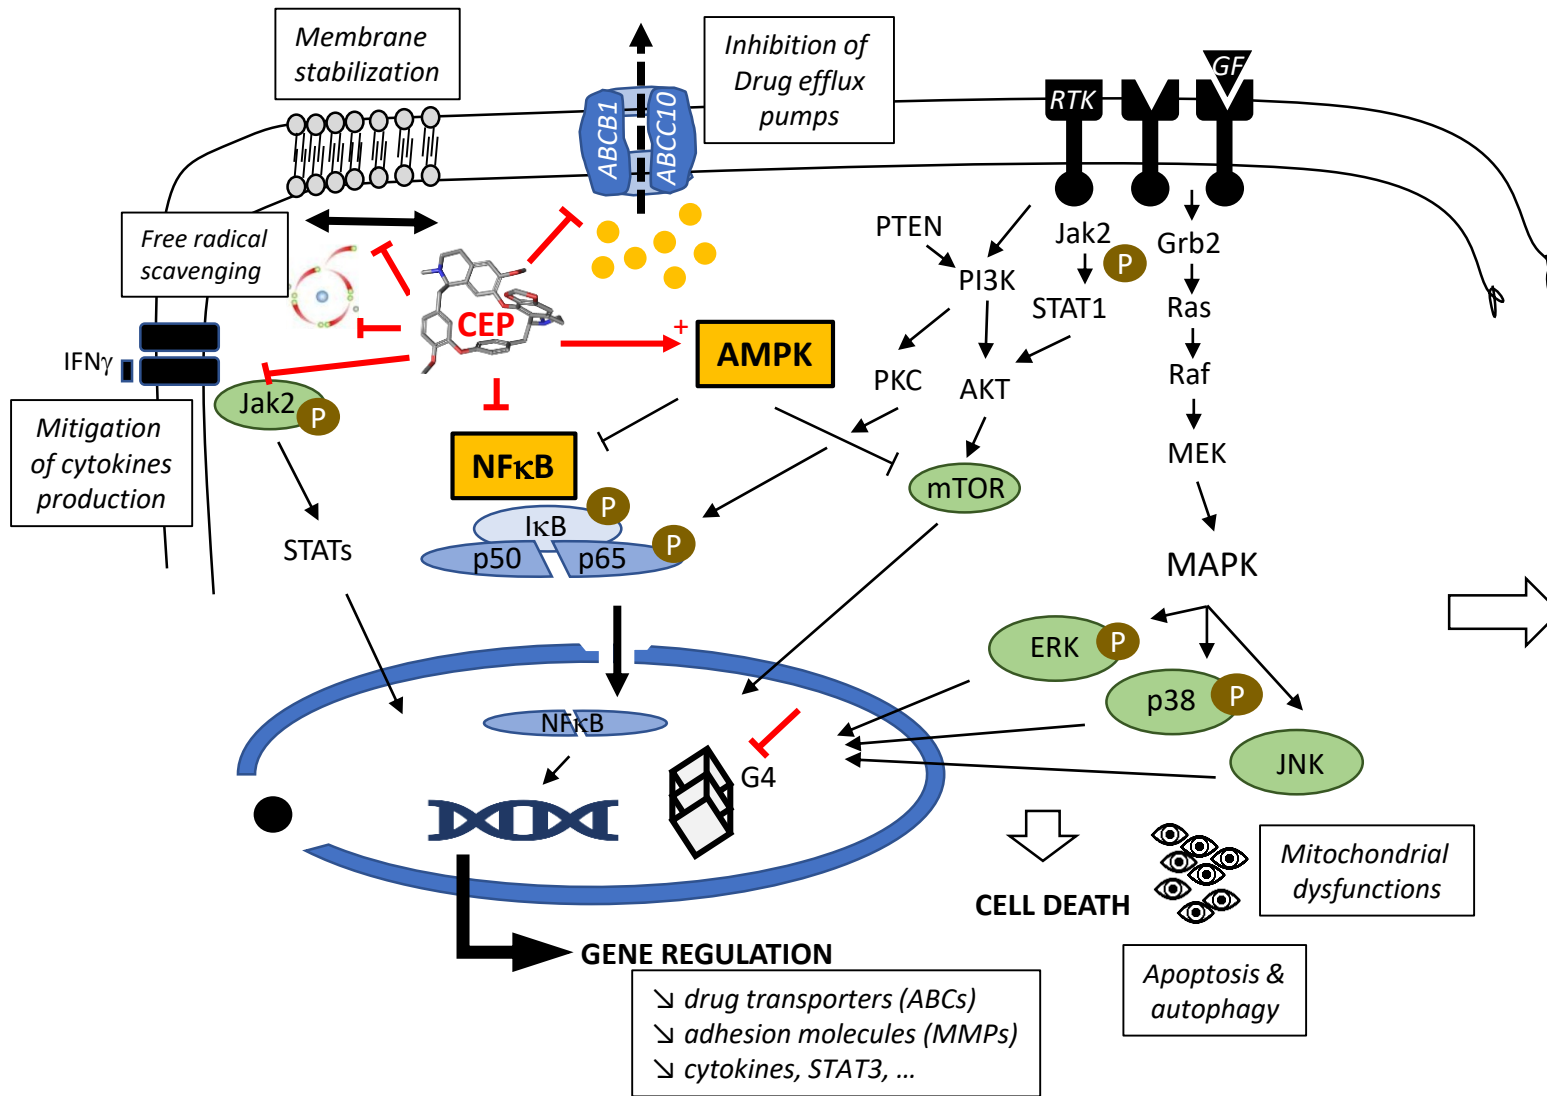 Membrane
stabilization
Inhibition of
Drug efflux
pumps
ABCB1
ABCC10
RTK
GF
Free radical
scavenging
CEP
+
AMPK
PTEN
PI3K
Jak2
P
STAT1
Grb2
Ras
Raf
MEK
MAPK
PKC
AKT
mTOR
IFNγ
Jak2
P
Mitigation
of cytokines
production
STATs
NFκB
P
IκB
p50
p65
P
ERK
P
p38
P
JNK
NFκB
G4
CELL DEATH
Mitochondrial
dysfunctions
Apoptosis &
autophagy
GENE REGULATION
↘ drug transporters (ABCs)
↘ adhesion molecules (MMPs)
↘ cytokines, STAT3, ...